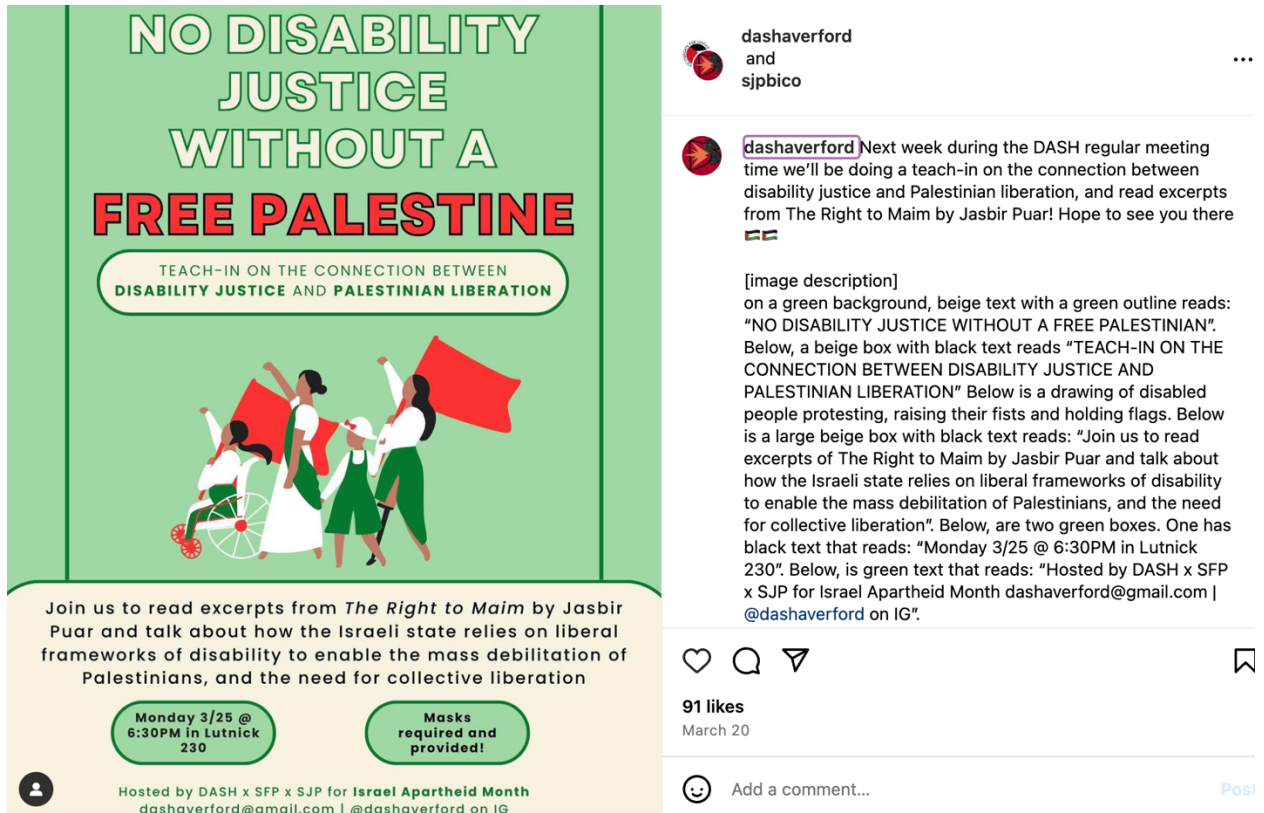 NO DISABILITY
JUSTICE
WITHOUT A
FREE PALESTINE
TEACH-IN ON THE CONNECTION BETWEEN
DISABILITY JUSTICE AND PALESTINIAN LIBERATION
Join us to read excerpts from The Right to Maim by Jasbir
Puar and talk about how the Israeli state relies on liberal
frameworks of disability to enable the mass debilitation of
Palestinians, and the need for collective liberation
Monday 3/25 @
6:30PM in Lutnick
230
Masks
required and
provided!
Hosted by DASH x SFP x SJP for Israel Apartheid Month
dashaverford@gmail.com | @dashaverford on IG
dashaverford
and
sjpbico
dashaverford Next week during the DASH regular meeting
time we'll be doing a teach-in on the connection between
disability justice and Palestinian liberation, and read excerpts
from The Right to Maim by Jasbir Puar! Hope to see you there
🇵🇸🇵🇸
[image description]
on a green background, beige text with a green outline reads:
“NO DISABILITY JUSTICE WITHOUT A FREE PALESTINIAN”.
Below, a beige box with black text reads “TEACH-IN ON THE
CONNECTION BETWEEN DISABILITY JUSTICE AND
PALESTINIAN LIBERATION” Below is a drawing of disabled
people protesting, raising their fists and holding flags. Below
is a large beige box with black text reads: “Join us to read
excerpts of The Right to Maim by Jasbir Puar and talk about
how the Israeli state relies on liberal frameworks of disability
to enable the mass debilitation of Palestinians, and the need
for collective liberation”. Below, are two green boxes. One has
black text that reads: “Monday 3/25 @ 6:30PM in Lutnick
230”. Below, is green text that reads: “Hosted by DASH x SFP
x SJP for Israel Apartheid Month dashaverford@gmail.com |
@dashaverford on IG”.
91 likes
March 20
Add a comment...
Post